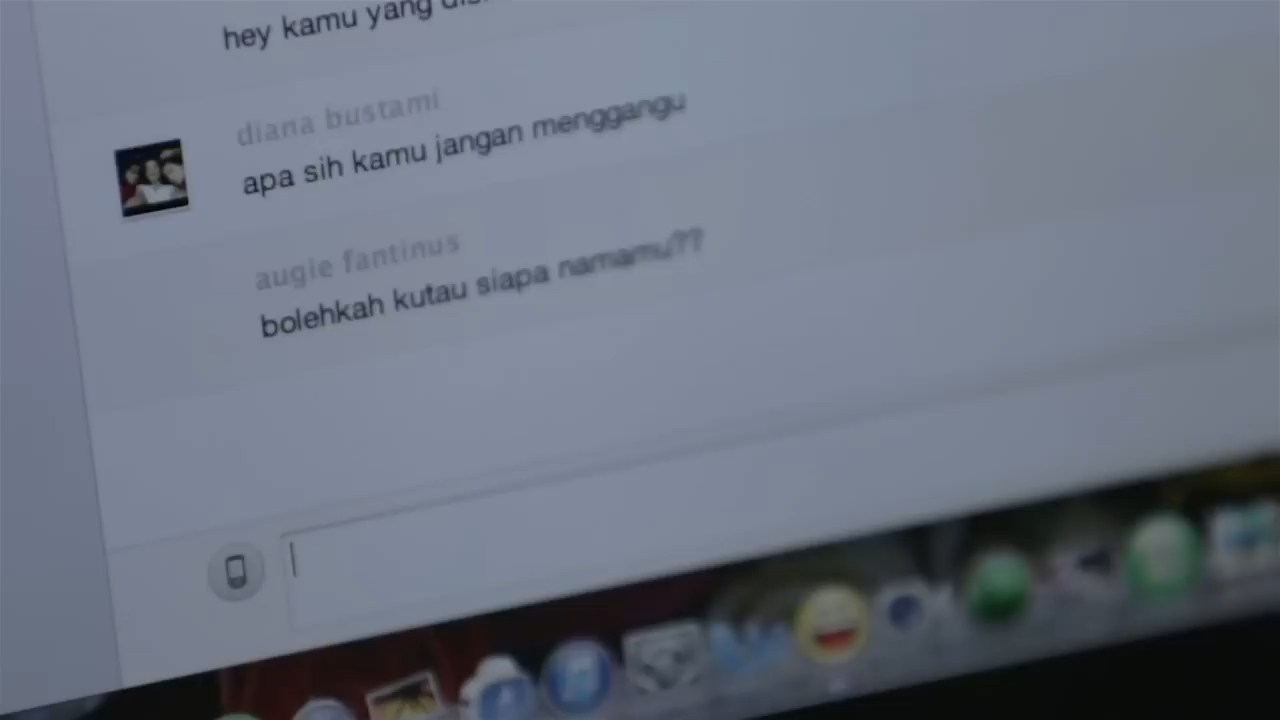 hey kamu yang
diana bustami
apa sih kamu jangan menggangu
augie fantinus
bolehkah kutau siapa namamu??